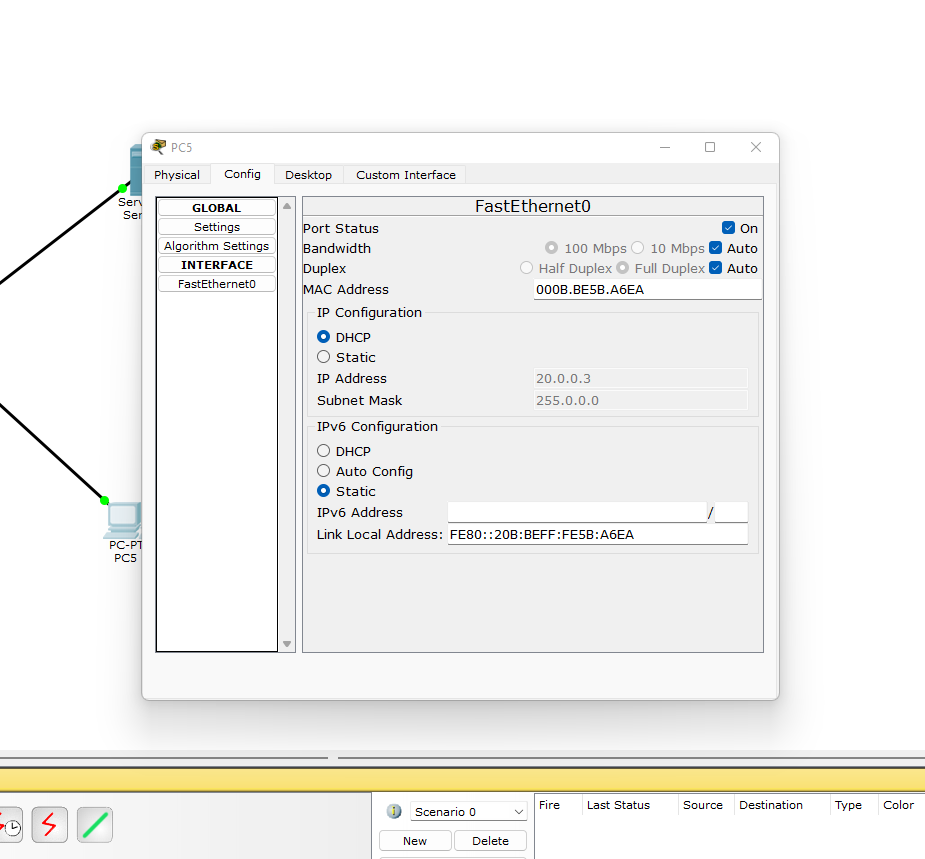 PC5
Physical Config Desktop Custom Interface
GLOBAL
Settings
Algorithm Settings
INTERFACE
FastEthernet0
FastEthernet0
Port Status On
Bandwidth 100 Mbps 10 Mbps Auto
Duplex Half Duplex Full Duplex Auto
MAC Address 000B.BE5B.A6EA
IP Configuration
DHCP
Static
IP Address 20.0.0.3
Subnet Mask 255.0.0.0
IPv6 Configuration
DHCP
Auto Config
Static
IPv6 Address /
Link Local Address: FE80::20B:BEFF:FE5B:A6EA
Serv
Ser
PC-PT
PC5
Scenario 0
New Delete
Fire Last Status Source Destination Type Color